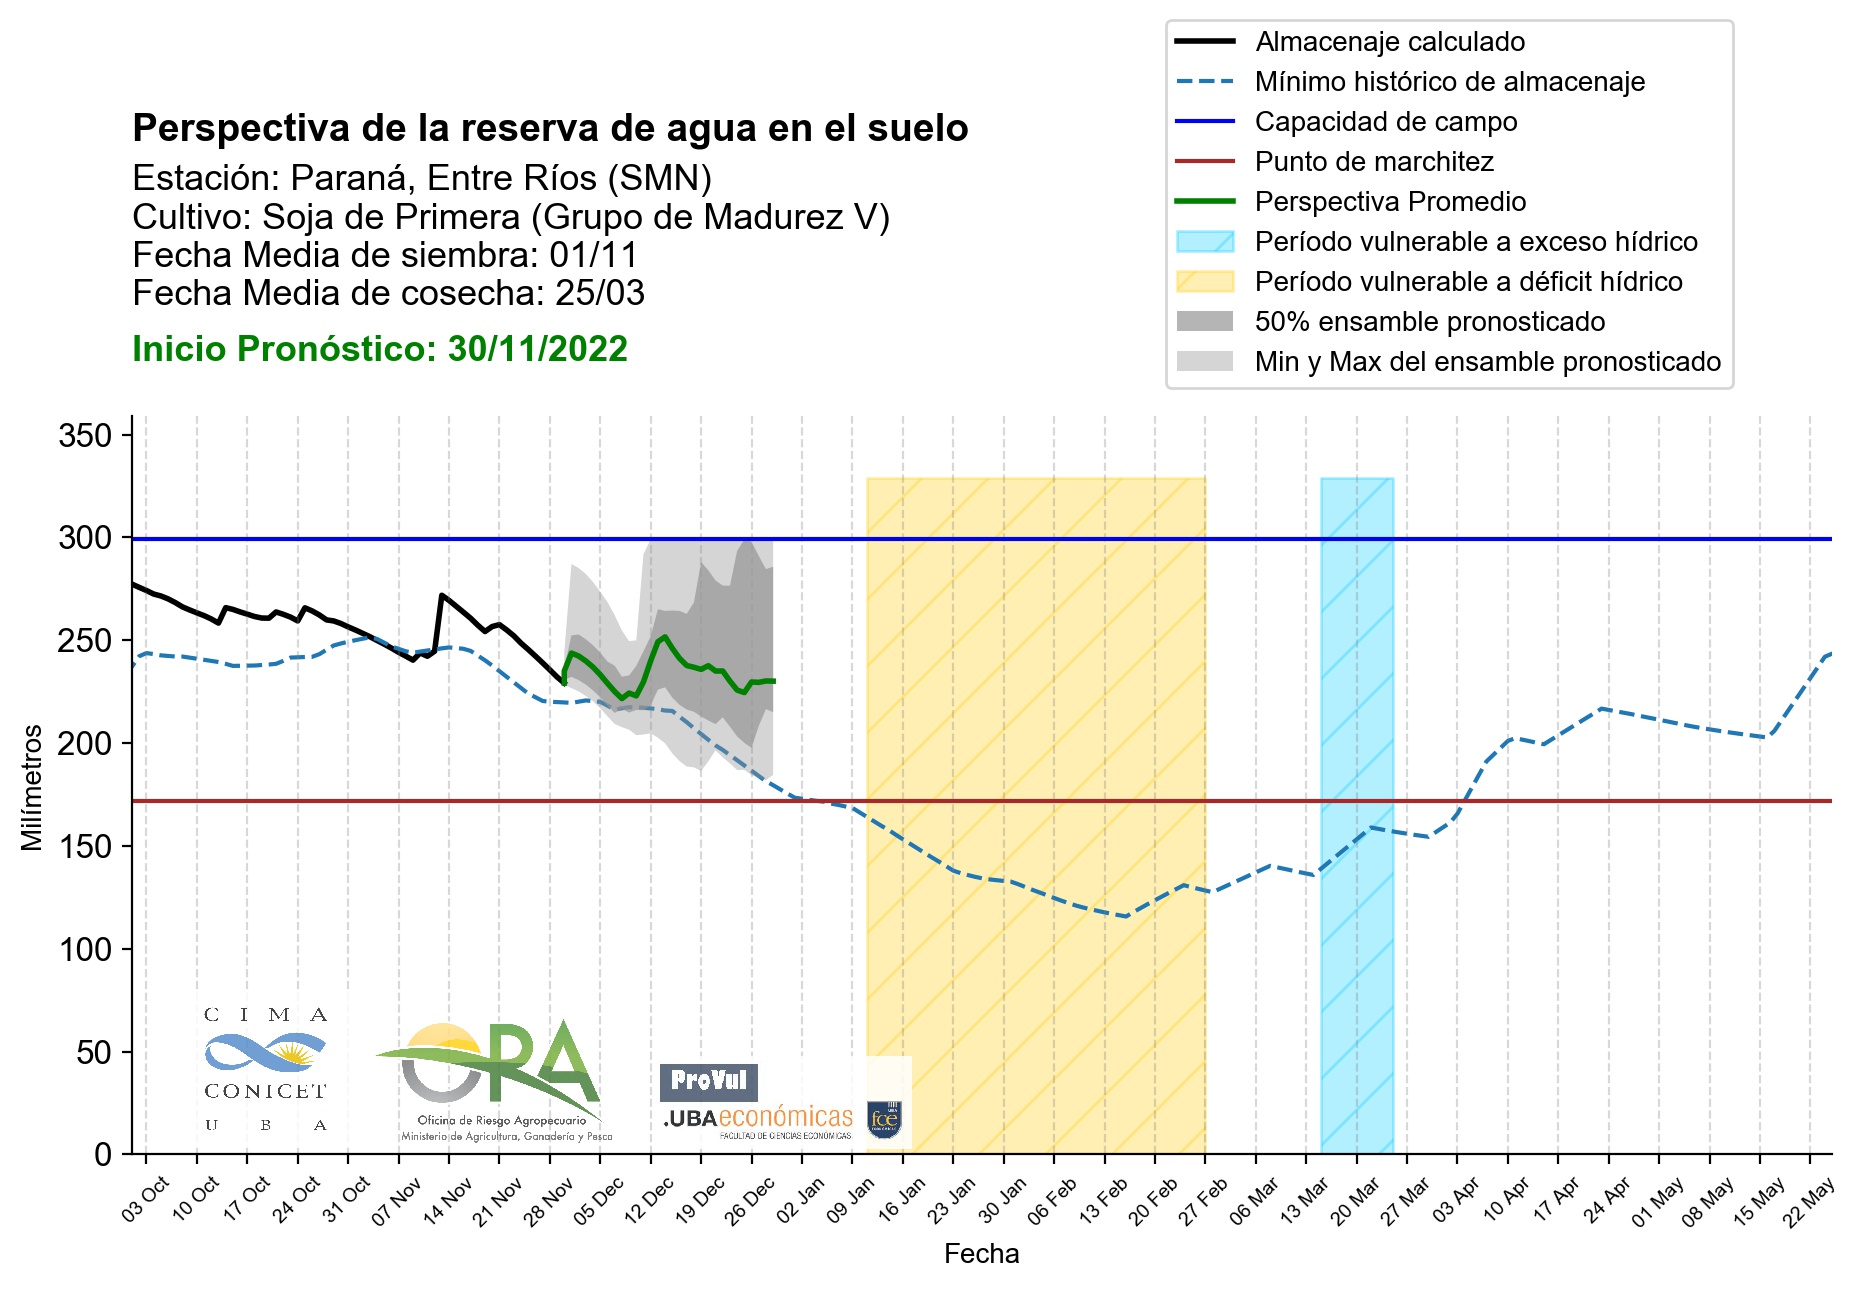 Almacenaje calculado
Mínimo histórico de almacenaje
Capacidad de campo
Punto de marchitez
Perspectiva Promedio
Período vulnerable a exceso hídrico
Período vulnerable a déficit hídrico
50% ensamble pronosticado
Min y Max del ensamble pronosticado
Perspectiva de la reserva de agua en el suelo
Estación: Paraná, Entre Ríos (SMN)
Cultivo: Soja de Primera (Grupo de Madurez V)
Fecha Media de siembra: 01/11
Fecha Media de cosecha: 25/03
Inicio Pronóstico: 30/11/2022
Milímetros
350
300
250
200
150
100
50
0
CIMA
CONICET
UBA
ORA
Oficina de Riesgo Agropecuario
Ministerio de Agricultura, Ganadería y Pesca
ProVul
.UBAeconómicas
FACULTAD DE CIENCIAS ECONÓMICAS
fce
03 Oct
10 Oct
17 Oct
24 Oct
31 Oct
07 Nov
14 Nov
21 Nov
28 Nov
05 Dec
12 Dec
19 Dec
26 Dec
02 Jan
09 Jan
16 Jan
23 Jan
30 Jan
06 Feb
13 Feb
20 Feb
27 Feb
06 Mar
13 Mar
20 Mar
27 Mar
03 Apr
10 Apr
17 Apr
24 Apr
01 May
08 May
15 May
22 May
Fecha